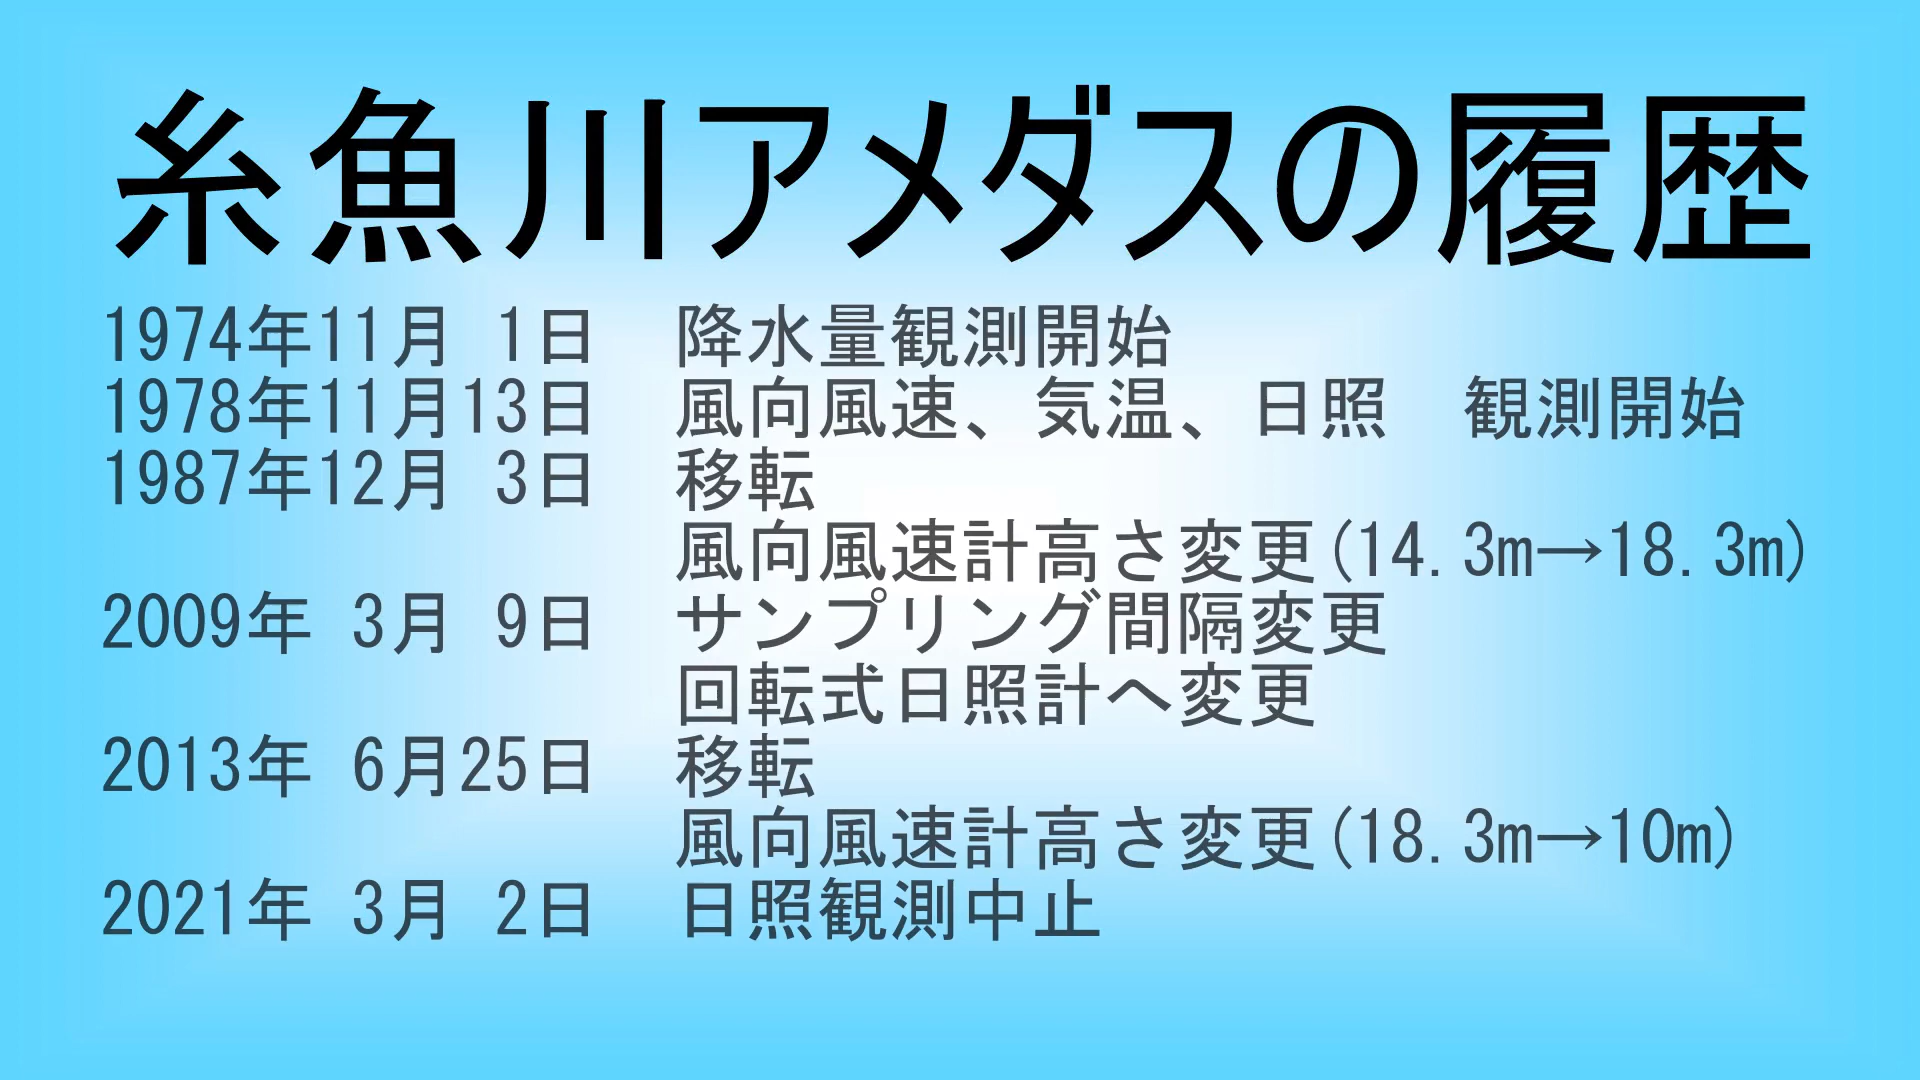 糸魚川アメダスの履歴
1974年11月 1日　降水量観測開始
1978年11月13日　風向風速、気温、日照　観測開始
1987年12月 3日　移転
風向風速計高さ変更(14.3m→18.3m)
2009年 3月 9日　サンプリング間隔変更
回転式日照計へ変更
2013年 6月25日　移転
風向風速計高さ変更(18.3m→10m)
2021年 3月 2日　日照観測中止